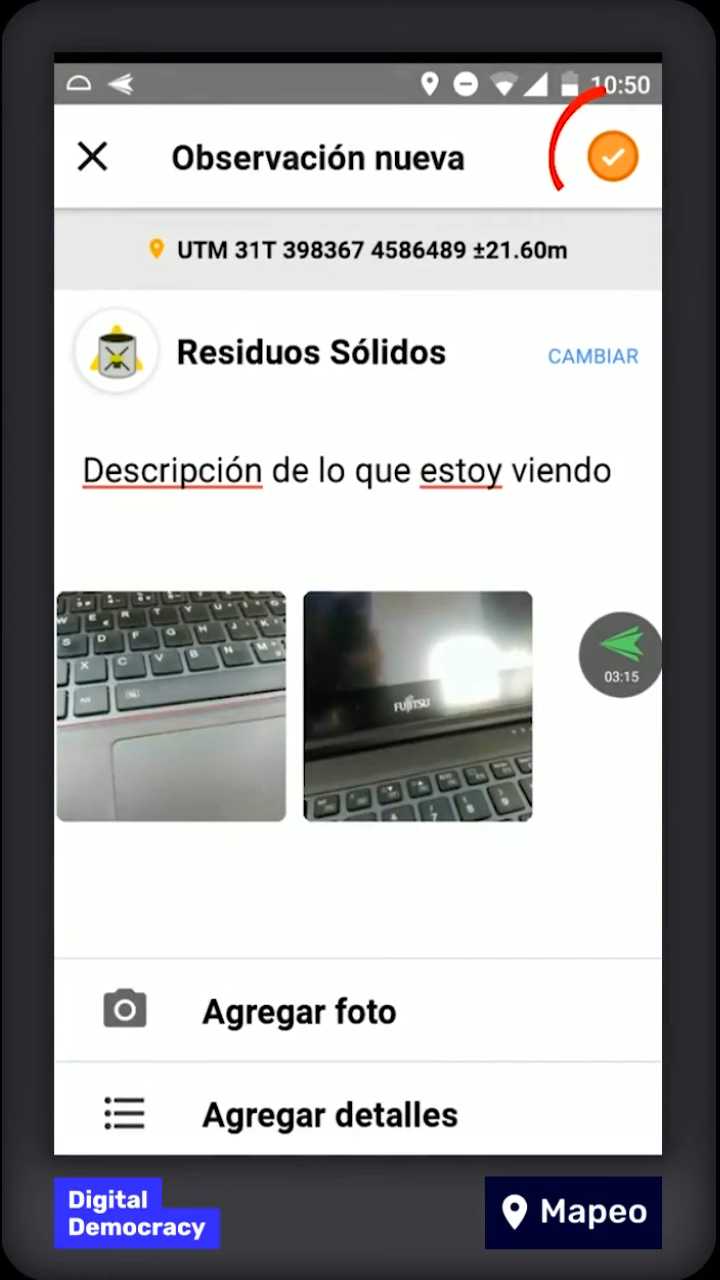 10:50
Observación nueva
UTM 31T 398367 4586489 ±21.60m
Residuos Sólidos
CAMBIAR
Descripción de lo que estoy viendo
FUJITSU
03:15
Agregar foto
Agregar detalles
Digital
Democracy
Mapeo